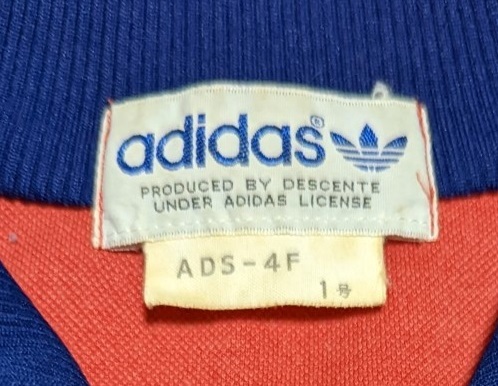 adidas®
PRODUCED BY DESCENTE
UNDER ADIDAS LICENSE
ADS-4F
1号